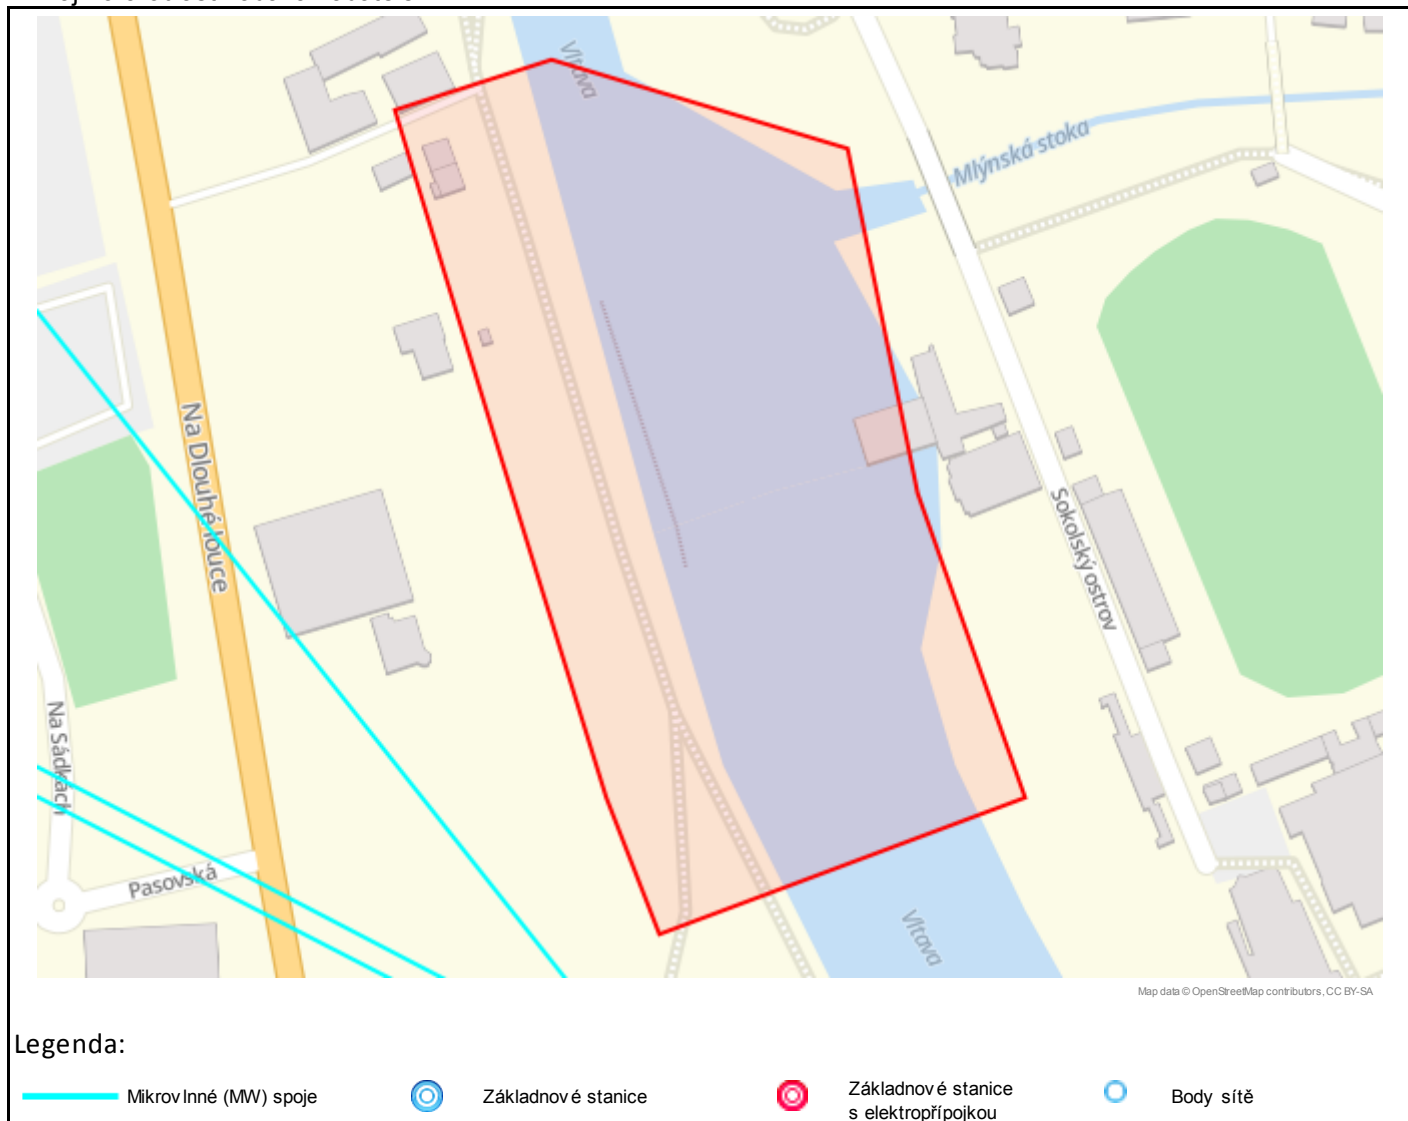 Vltava
Mlýnská stoka
Na Dlouhé louce
Sokolský ostrov
Na Sádkách
Pasovská
Vltava
Map data © OpenStreetMap contributors, CC BY-SA
Legenda:
Mikrovlnné (MW) spoje
Základnové stanice
Základnové stanice
s elektropřípojkou
Body sítě